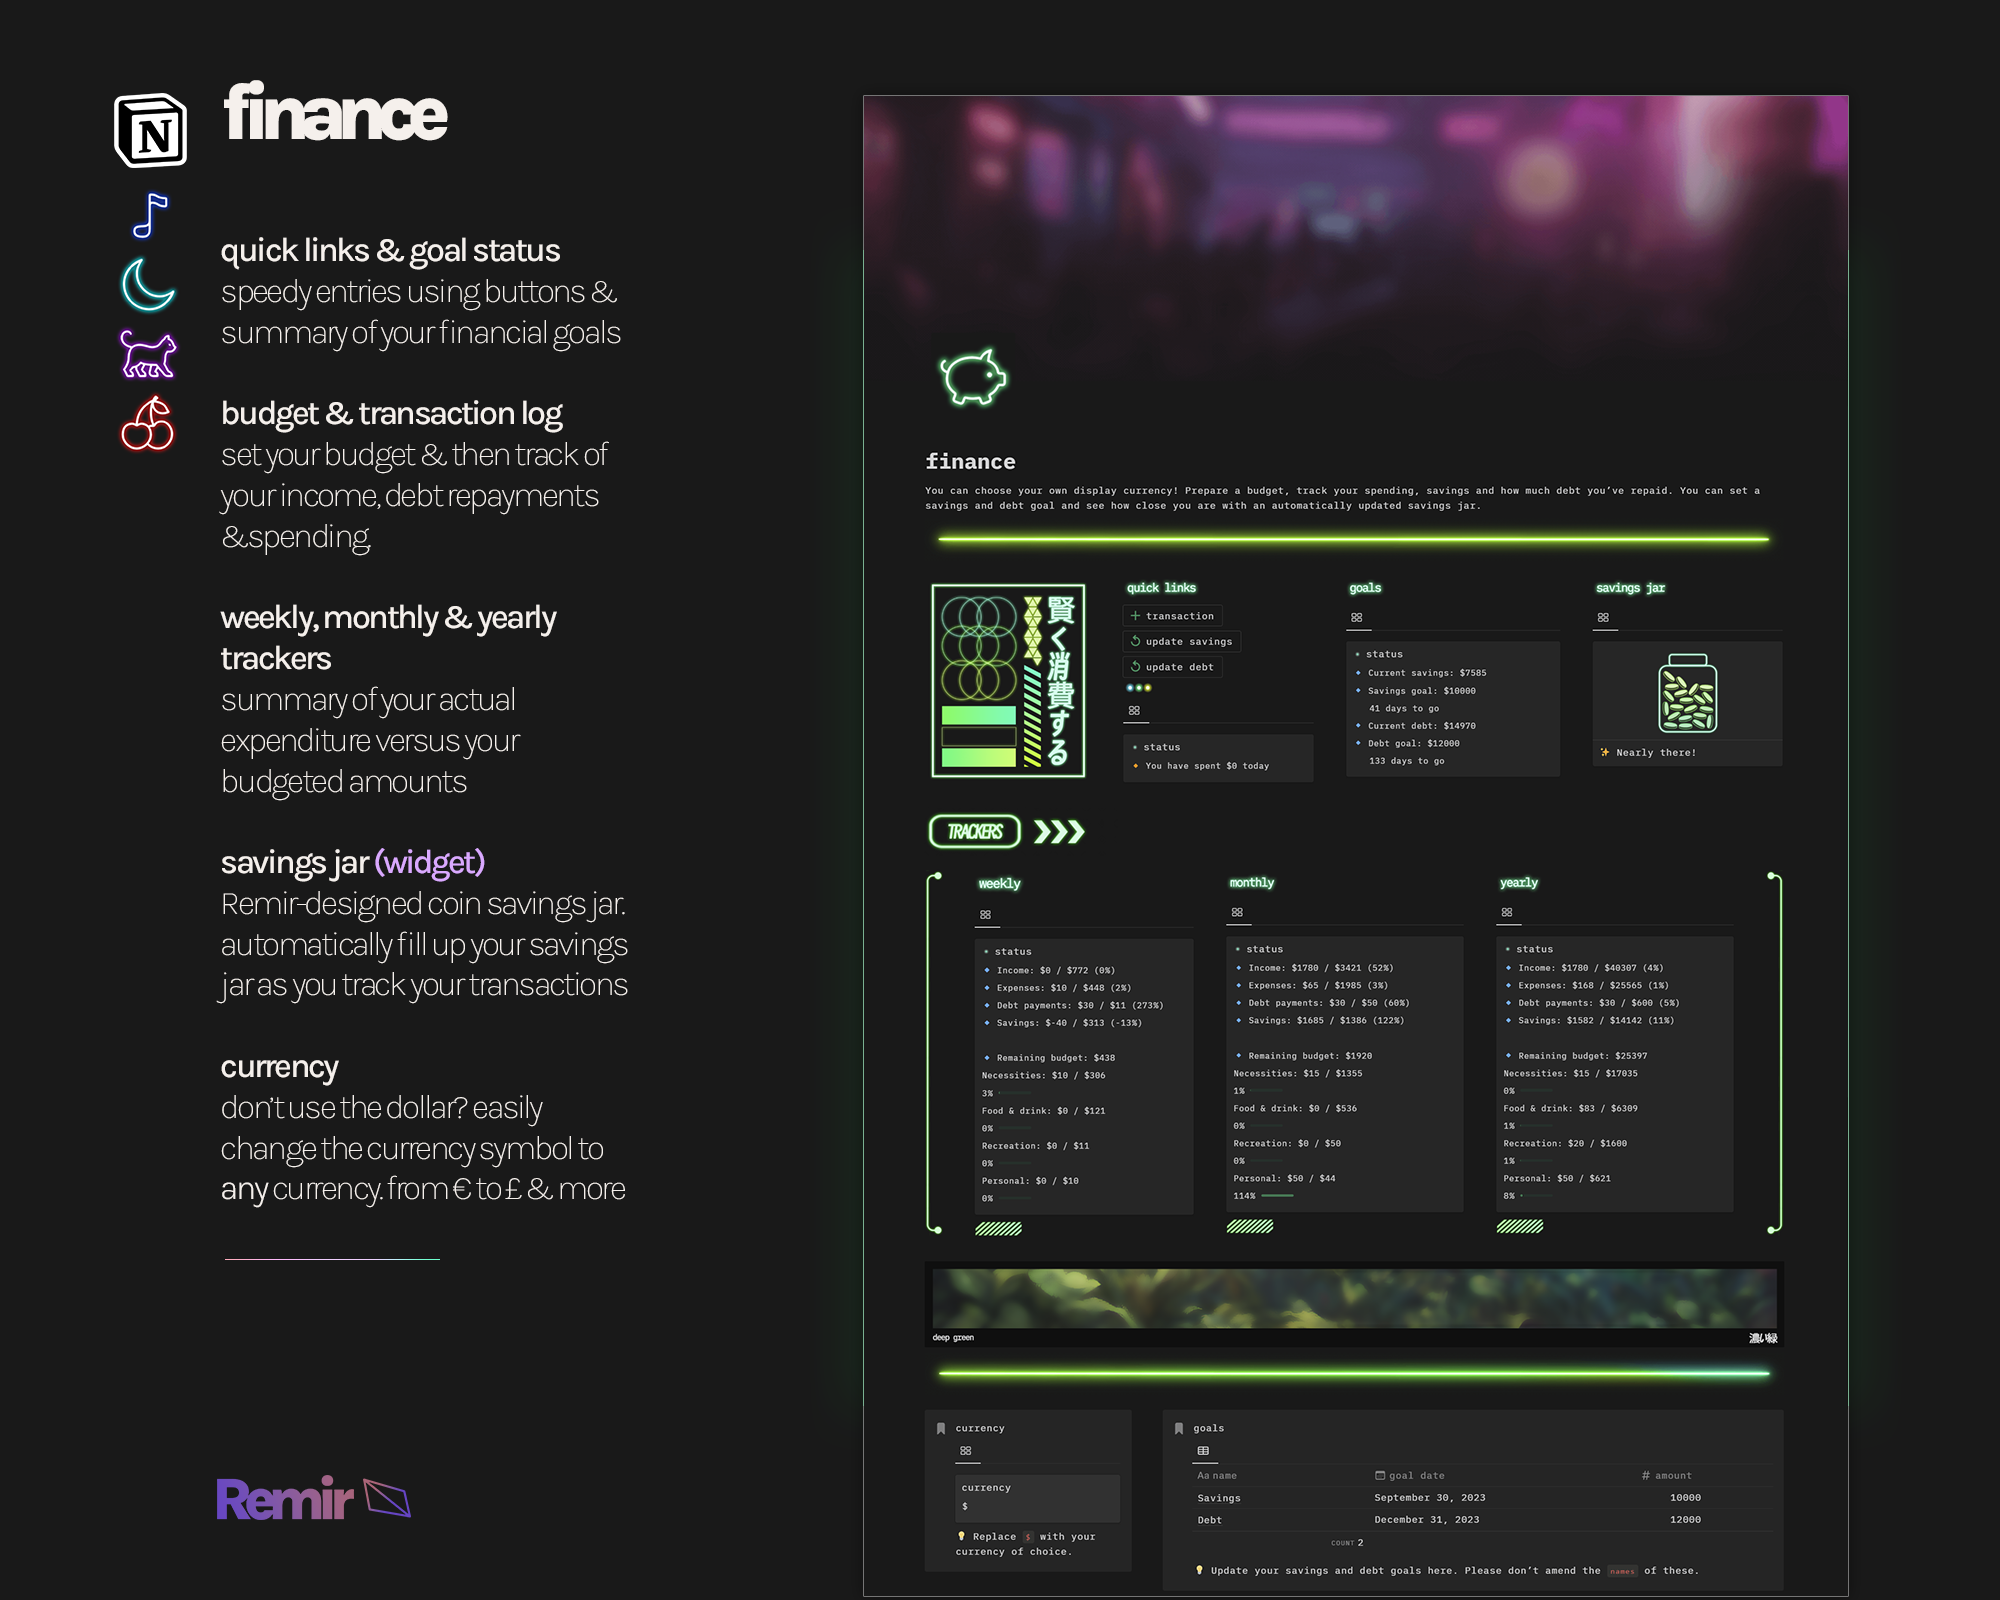 N
finance
quick links & goal status
speedy entries using buttons &
summary of your financial goals
budget & transaction log
set your budget & then track of
your income, debt repayments
&spending.
weekly, monthly & yearly
trackers
summary of your actual
expenditure versus your
budgeted amounts
savings jar (widget)
Remir-designed coin savings jar.
automatically fill up your savings
jar as you track your transactions
currency
don't use the dollar? easily
change the currency symbol to
any currency. from € to £ & more
Remir
finance
You can choose your own display currency! Prepare a budget, track your spending, savings and how much debt you've repaid. You can set a
savings and debt goal and see how close you are with an automatically updated savings jar.
賢く消費する
quick links
transaction
update savings
update debt
status
You have spent $0 today
goals
status
Current savings: $7585
Savings goal: $10000
41 days to go
Current debt: $14970
Debt goal: $12000
133 days to go
savings jar
✨ Nearly there!
TRACKERS
weekly
status
Income: $0 / $772 (0%)
Expenses: $10 / $448 (2%)
Debt payments: $30 / $11 (273%)
Savings: $-40 / $313 (-13%)
Remaining budget: $438
Necessities: $10 / $306
3%
Food & drink: $0 / $121
0%
Recreation: $0 / $11
0%
Personal: $0 / $10
0%
monthly
status
Income: $1780 / $3421 (52%)
Expenses: $65 / $1985 (3%)
Debt payments: $30 / $50 (60%)
Savings: $1685 / $1386 (122%)
Remaining budget: $1920
Necessities: $15 / $1355
1%
Food & drink: $0 / $536
0%
Recreation: $0 / $50
0%
Personal: $50 / $44
114%
yearly
status
Income: $1780 / $40307 (4%)
Expenses: $168 / $25565 (1%)
Debt payments: $30 / $600 (5%)
Savings: $1582 / $14142 (11%)
Remaining budget: $25397
Necessities: $15 / $17035
0%
Food & drink: $83 / $6309
1%
Recreation: $20 / $1600
1%
Personal: $50 / $621
8%
deep green
濃い緑
currency
currency
$
💡 Replace $ with your
currency of choice.
goals
Aa name goal date # amount
Savings September 30, 2023 10000
Debt December 31, 2023 12000
COUNT 2
💡 Update your savings and debt goals here. Please don't amend the names of these.